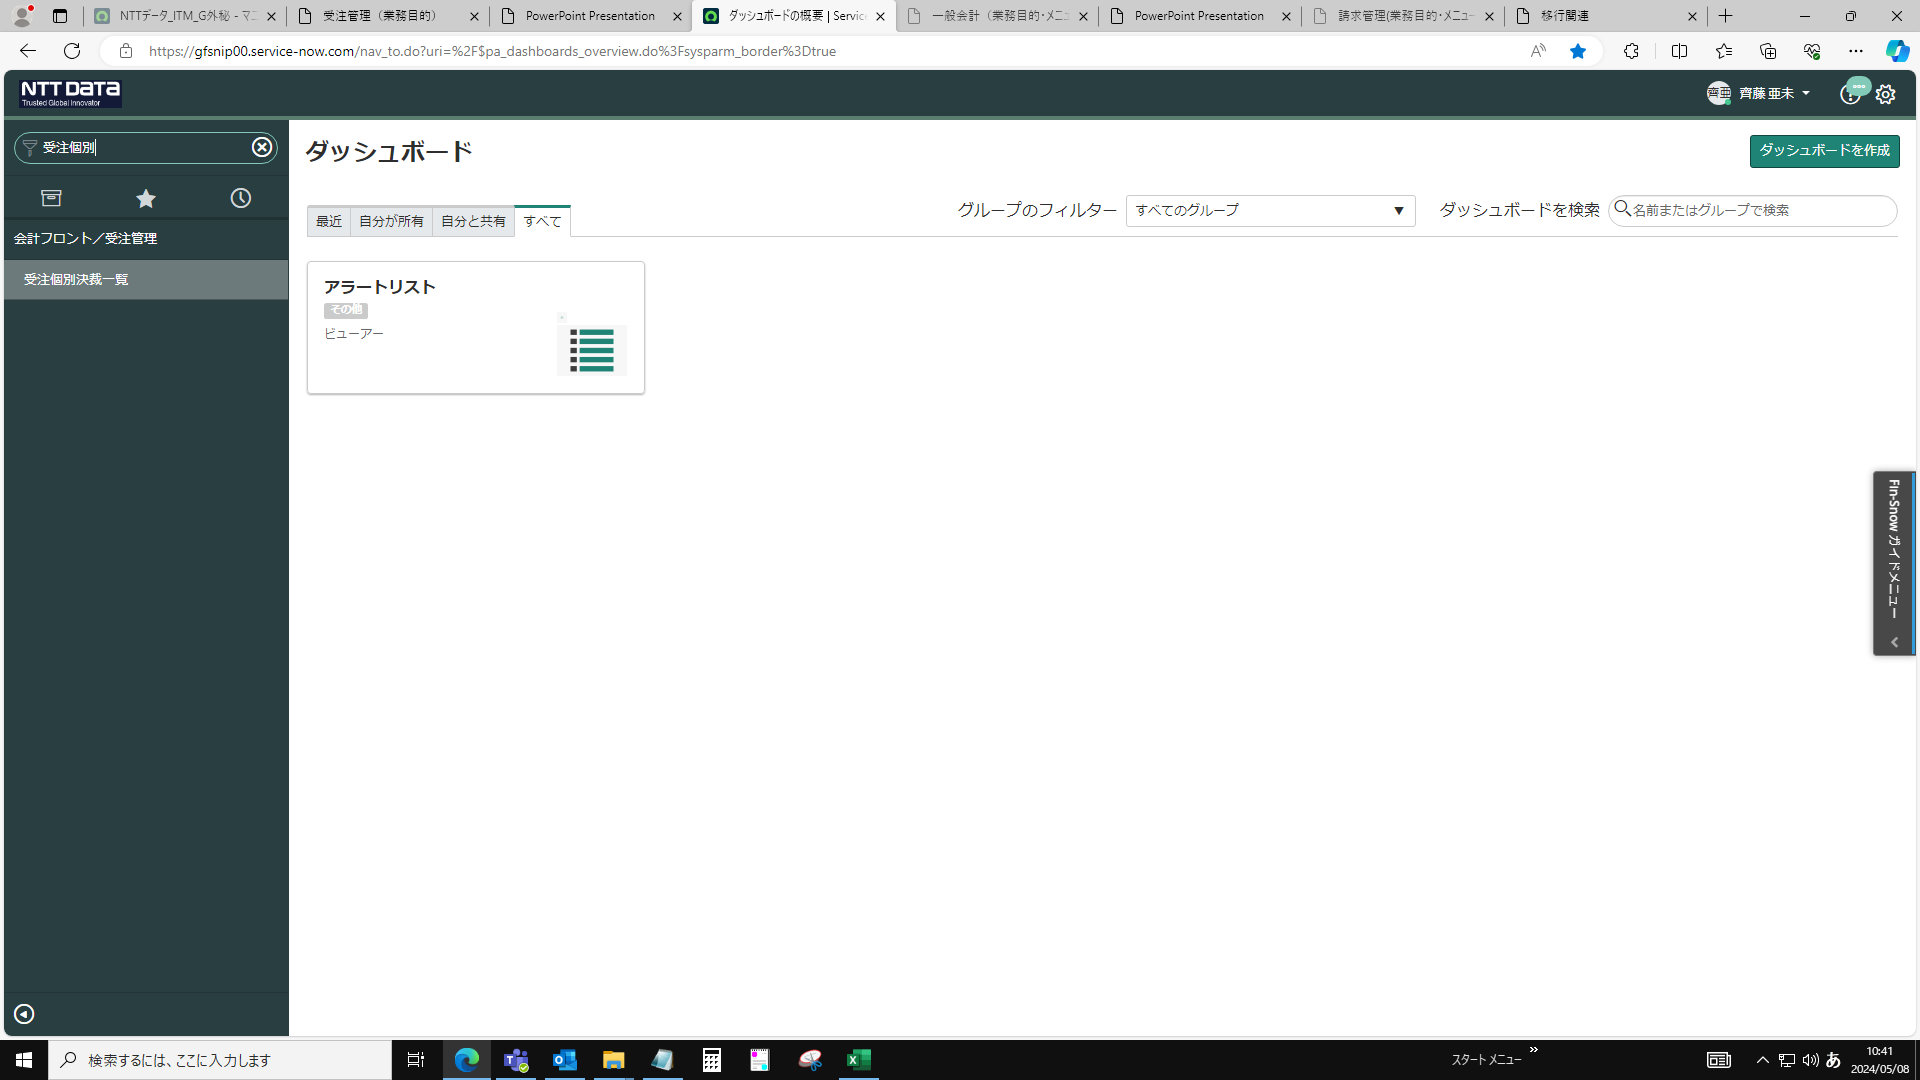 NTTデータ_ITM_G外秘 - マニ
受注管理（業務目的）
PowerPoint Presentation
ダッシュボードの概要 | Service
一般会計（業務目的･メニュ
PowerPoint Presentation
請求管理(業務目的･メニュー
移行関連
https://gfsnip00.service-now.com/nav_to.do?uri=%2F$pa_dashboards_overview.do%3Fsysparm_border%3Dtrue
NTT DATA
Trusted Global Innovator
齊亜
齊藤 亜未
受注個別
ダッシュボード
ダッシュボードを作成
最近
自分が所有
自分と共有
すべて
グループのフィルター
すべてのグループ
ダッシュボードを検索
名前またはグループで検索
会計フロント／受注管理
受注個別決裁一覧
アラートリスト
その他
ビューアー
Fin-Snow ガイドメニュー
検索するには、ここに入力します
スタート メニュー
あ
10:41
2024/05/08